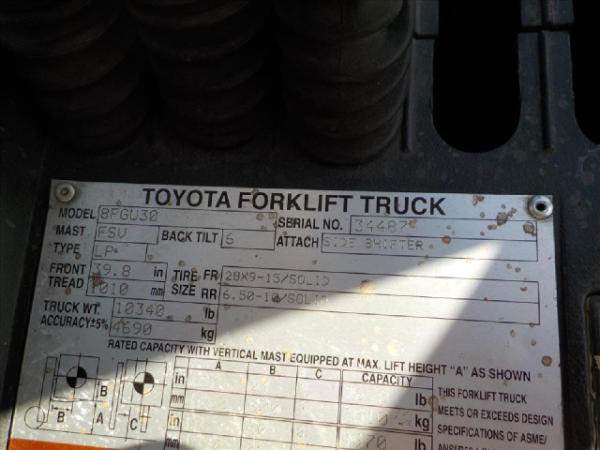 TOYOTA FORKLIFT TRUCK
MODEL 8FGU30 SERIAL NO. 34487
MAST FSV BACK TILT 6 ATTACH SIDE SHIFTER
TYPE LP
FRONT TREAD 39.8 in 1010 mm
TIRE SIZE FR 28X9-15/SOLID
RR 6.50-10/SOLID
TRUCK WT. 10340 lb
ACCURACY±5% 4690 kg
RATED CAPACITY WITH VERTICAL MAST EQUIPPED AT MAX. LIFT HEIGHT "A" AS SHOWN
A B C CAPACITY
in lb
mm kg
in lb
mm
B A C
THIS FORKLIFT TRUCK
MEETS OR EXCEEDS DESIGN
SPECIFICATIONS OF ASME/